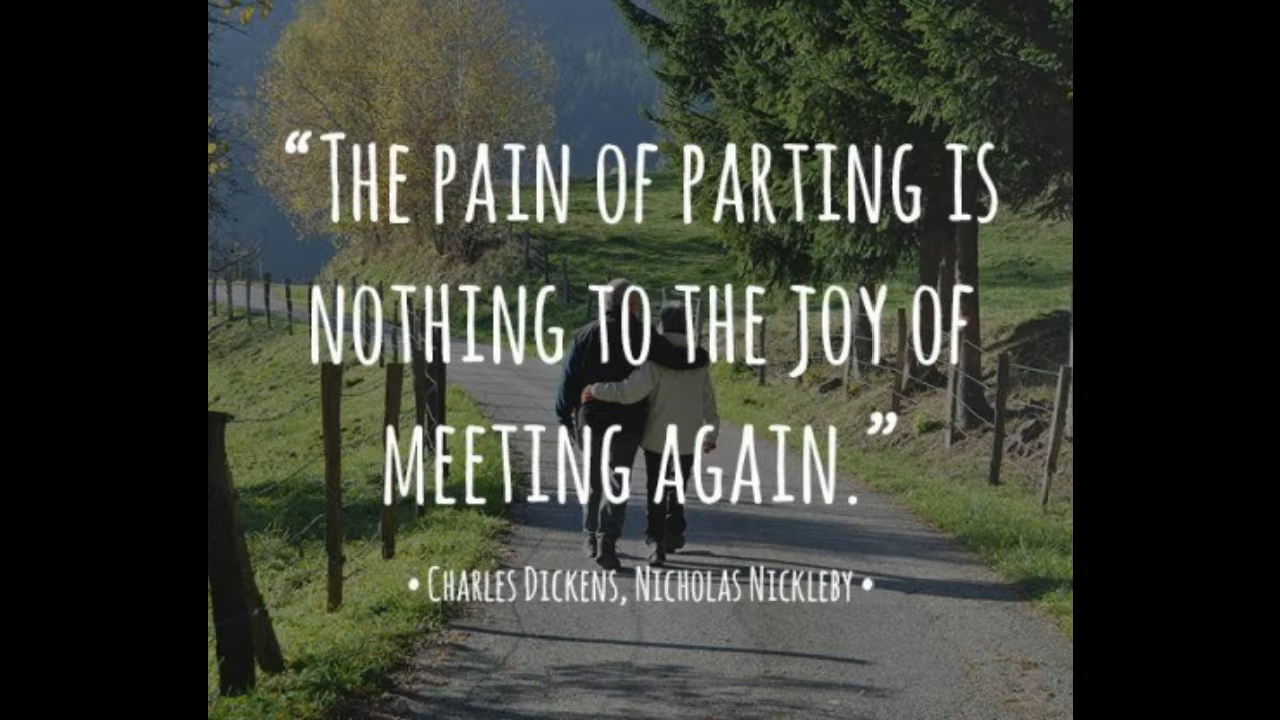 “The pain of parting is
nothing to the joy of
meeting again.”
• Charles Dickens, Nicholas Nickleby •